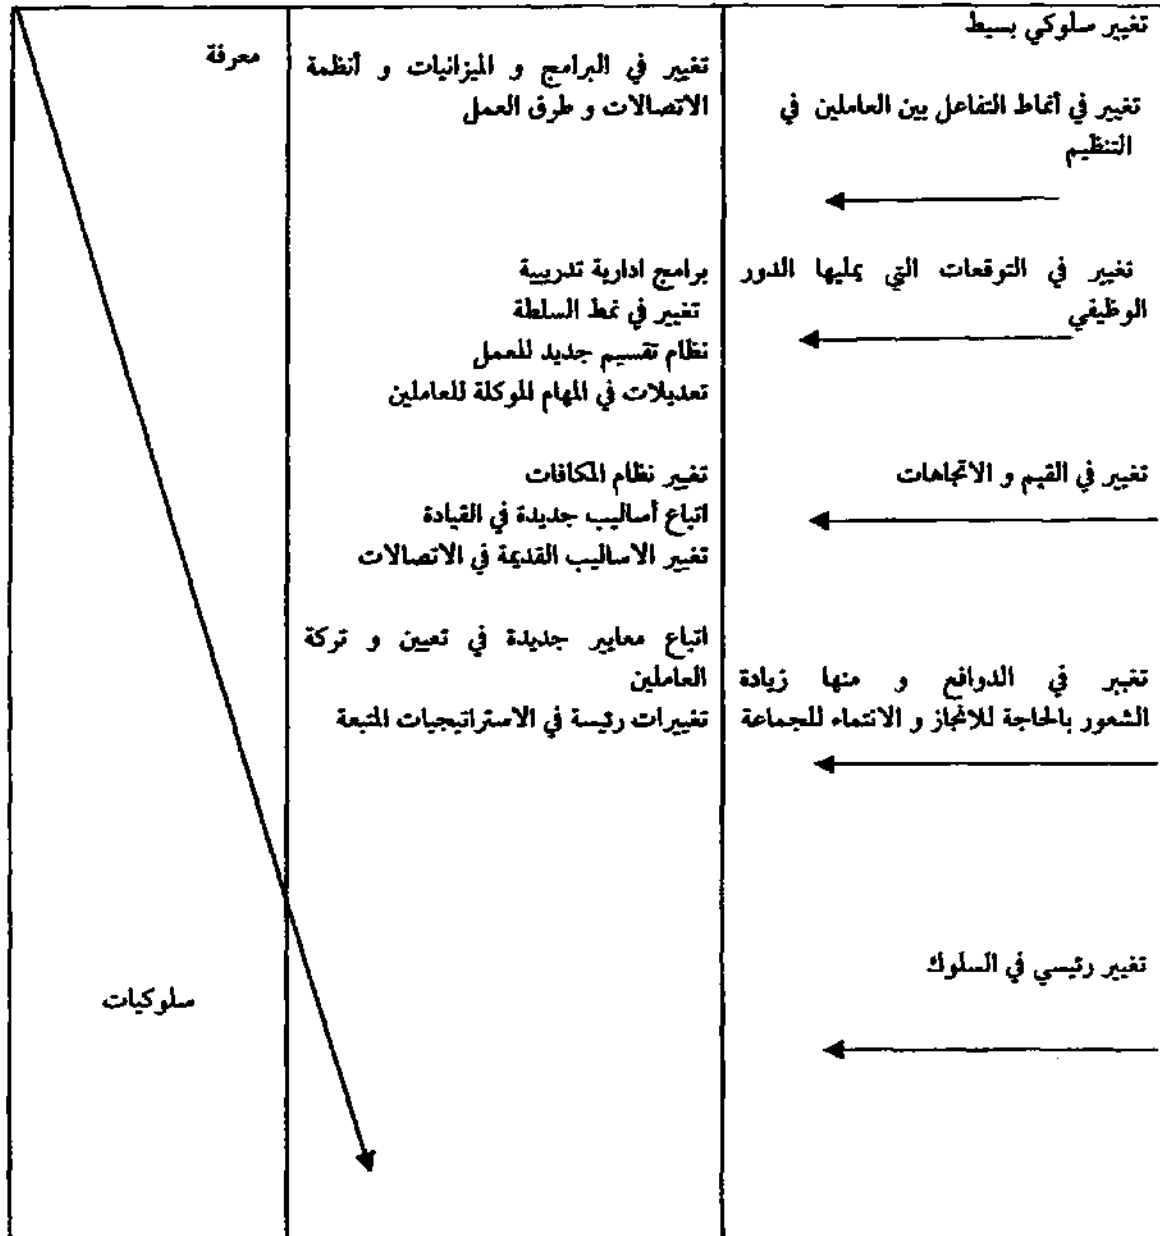 تغيير سلوكي بسيط
تغيير في أنماط التفاعل بين العاملين في
التنظيم
تغيير في التوقعات التي يمليها الدور
الوظيفي
تغيير في القيم و الاتجاهات
تغيير في الدوافع و منها زيادة
الشعور بالحاجة للانجاز و الانتماء للجماعة
تغيير رئيسي في السلوك
تغيير في البرامج و الميزانيات و أنظمة
الاتصالات و طرق العمل
برامج ادارية تدريبية
تغيير في نمط السلطة
نظام تقسيم جديد للعمل
تعديلات في المهام الموكلة للعاملين
تغيير نظام المكافات
اتباع أساليب جديدة في القيادة
تغيير الاساليب القديمة في الاتصالات
اتباع معايير جديدة في تعيين و تركة
العاملين
تغييرات رئيسة في الاستراتيجيات المتبعة
معرفة
سلوكيات